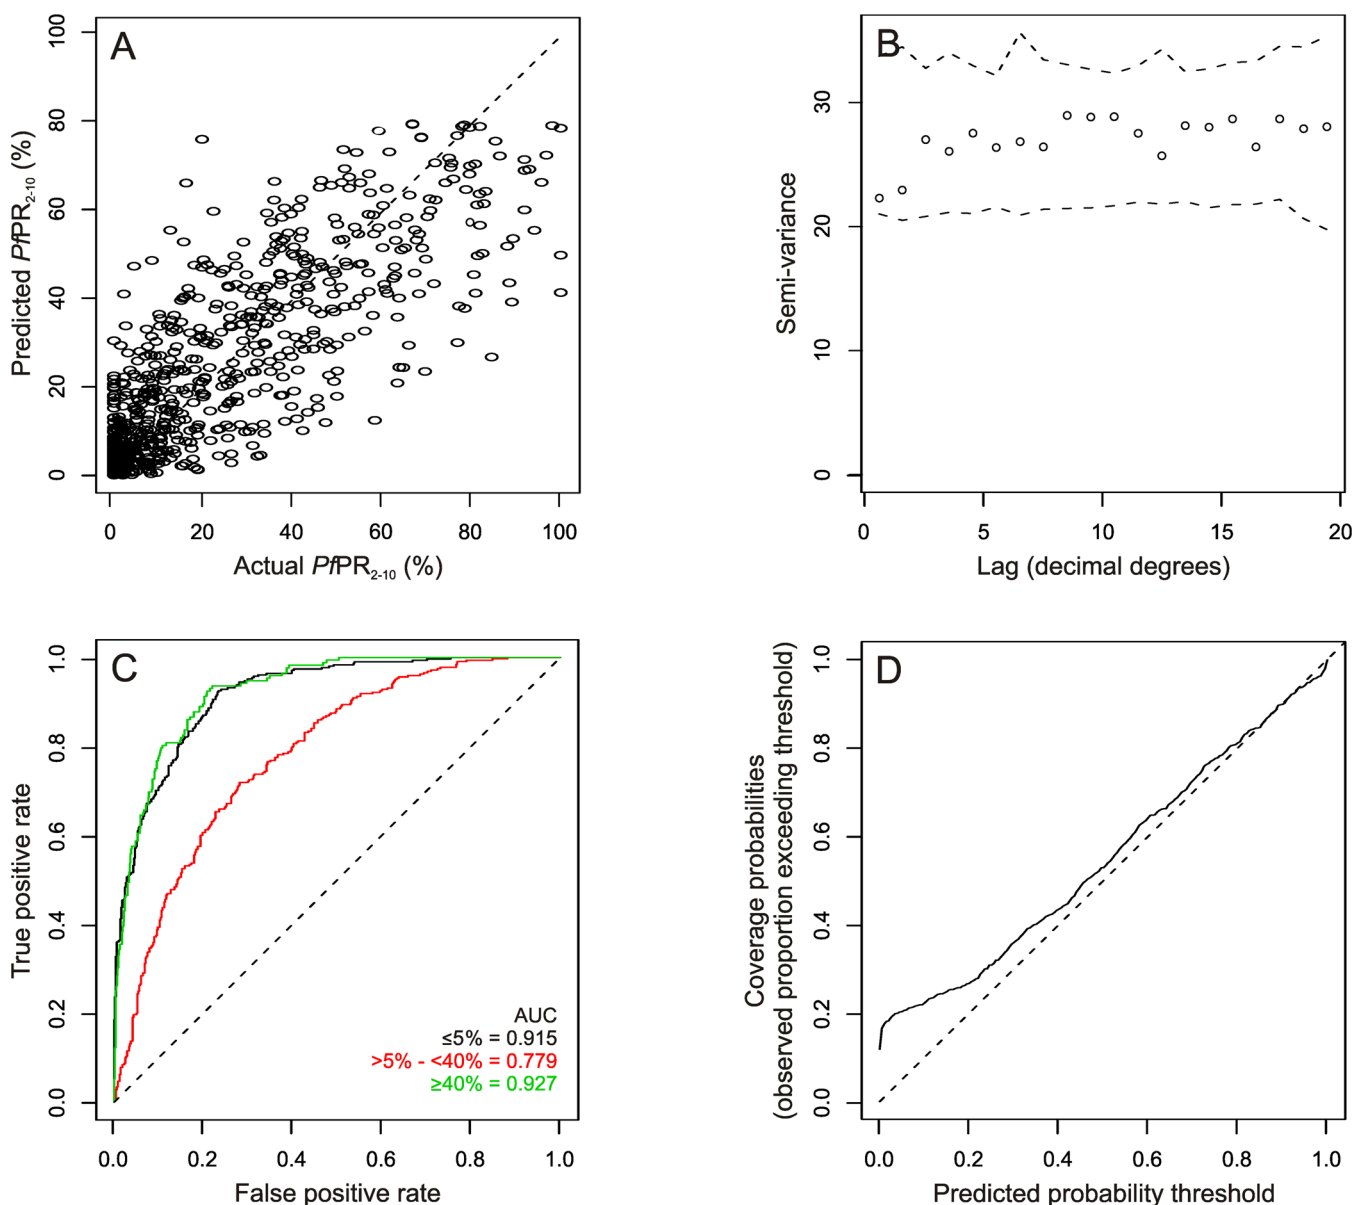 A
Predicted PfPR2-10 (%)
100
80
60
40
20
0
0 20 40 60 80 100
Actual PfPR2-10 (%)
B
Semi-variance
30
20
10
0
0 5 10 15 20
Lag (decimal degrees)
C
True positive rate
1.0
0.8
0.6
0.4
0.2
0.0
AUC
≤5% = 0.915
>5% - <40% = 0.779
≥40% = 0.927
0.0 0.2 0.4 0.6 0.8 1.0
False positive rate
D
Coverage probabilities
(observed proportion exceeding threshold)
1.0
0.8
0.6
0.4
0.2
0.0
0.0 0.2 0.4 0.6 0.8 1.0
Predicted probability threshold